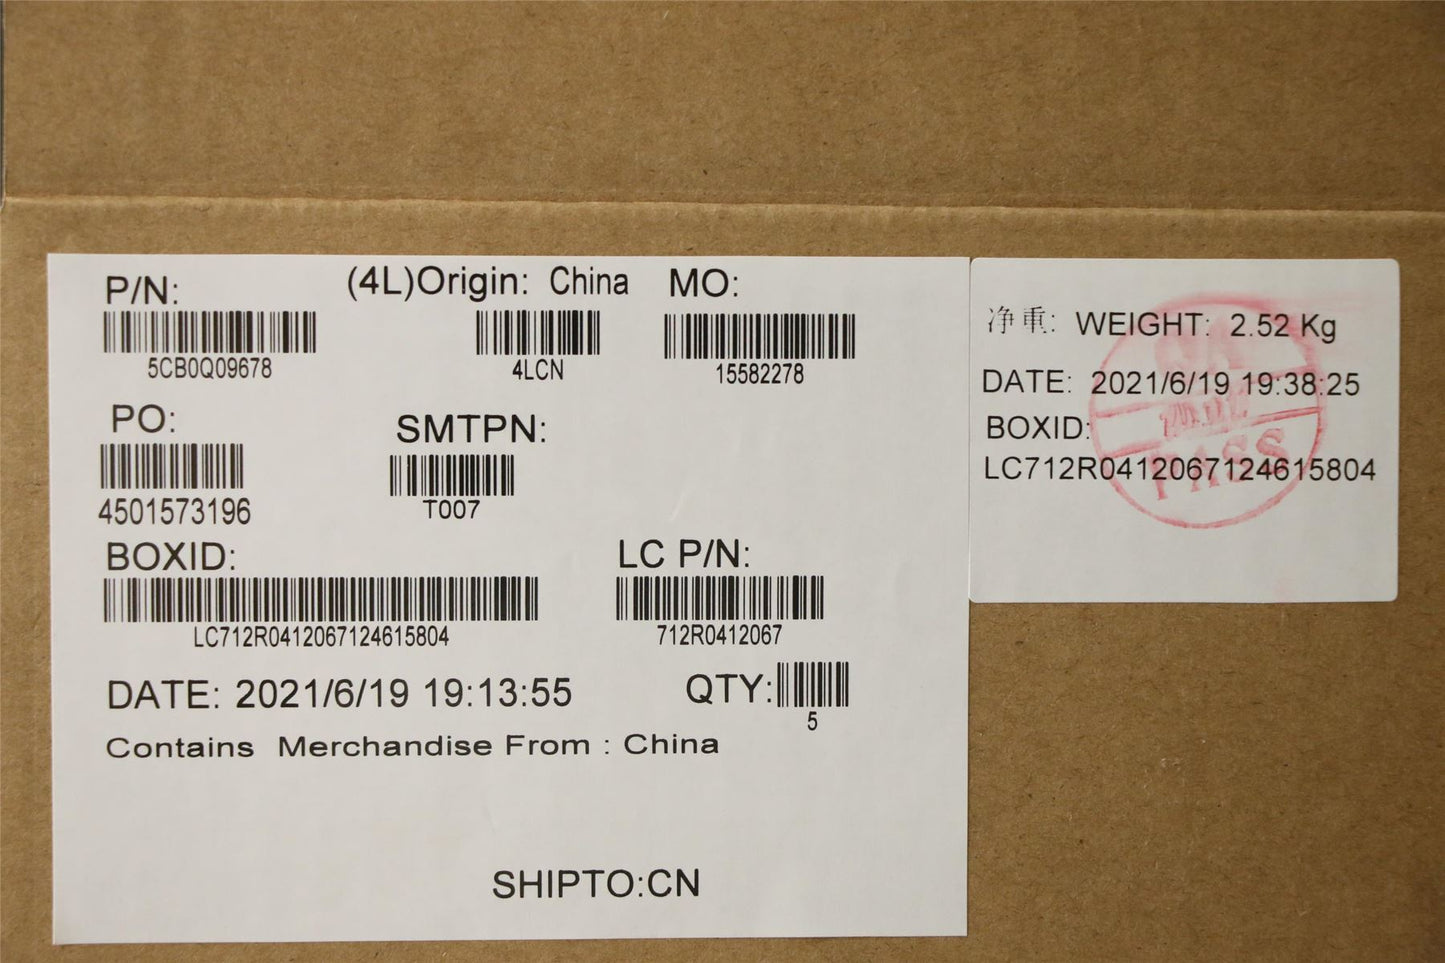 P/N:
(4L)Origin: China
MO:
5CB0Q09678
4LCN
15582278
PO:
SMTPN:
4501573196
T007
BOXID:
LC P/N:
LC712R0412067124615804
712R0412067
DATE: 2021/6/19 19:13:55
QTY:
5
Contains Merchandise From : China
SHIPTO:CN
净重: WEIGHT: 2.52 Kg
DATE: 2021/6/19 19:38:25
BOXID:
LC712R0412067124615804
PASS